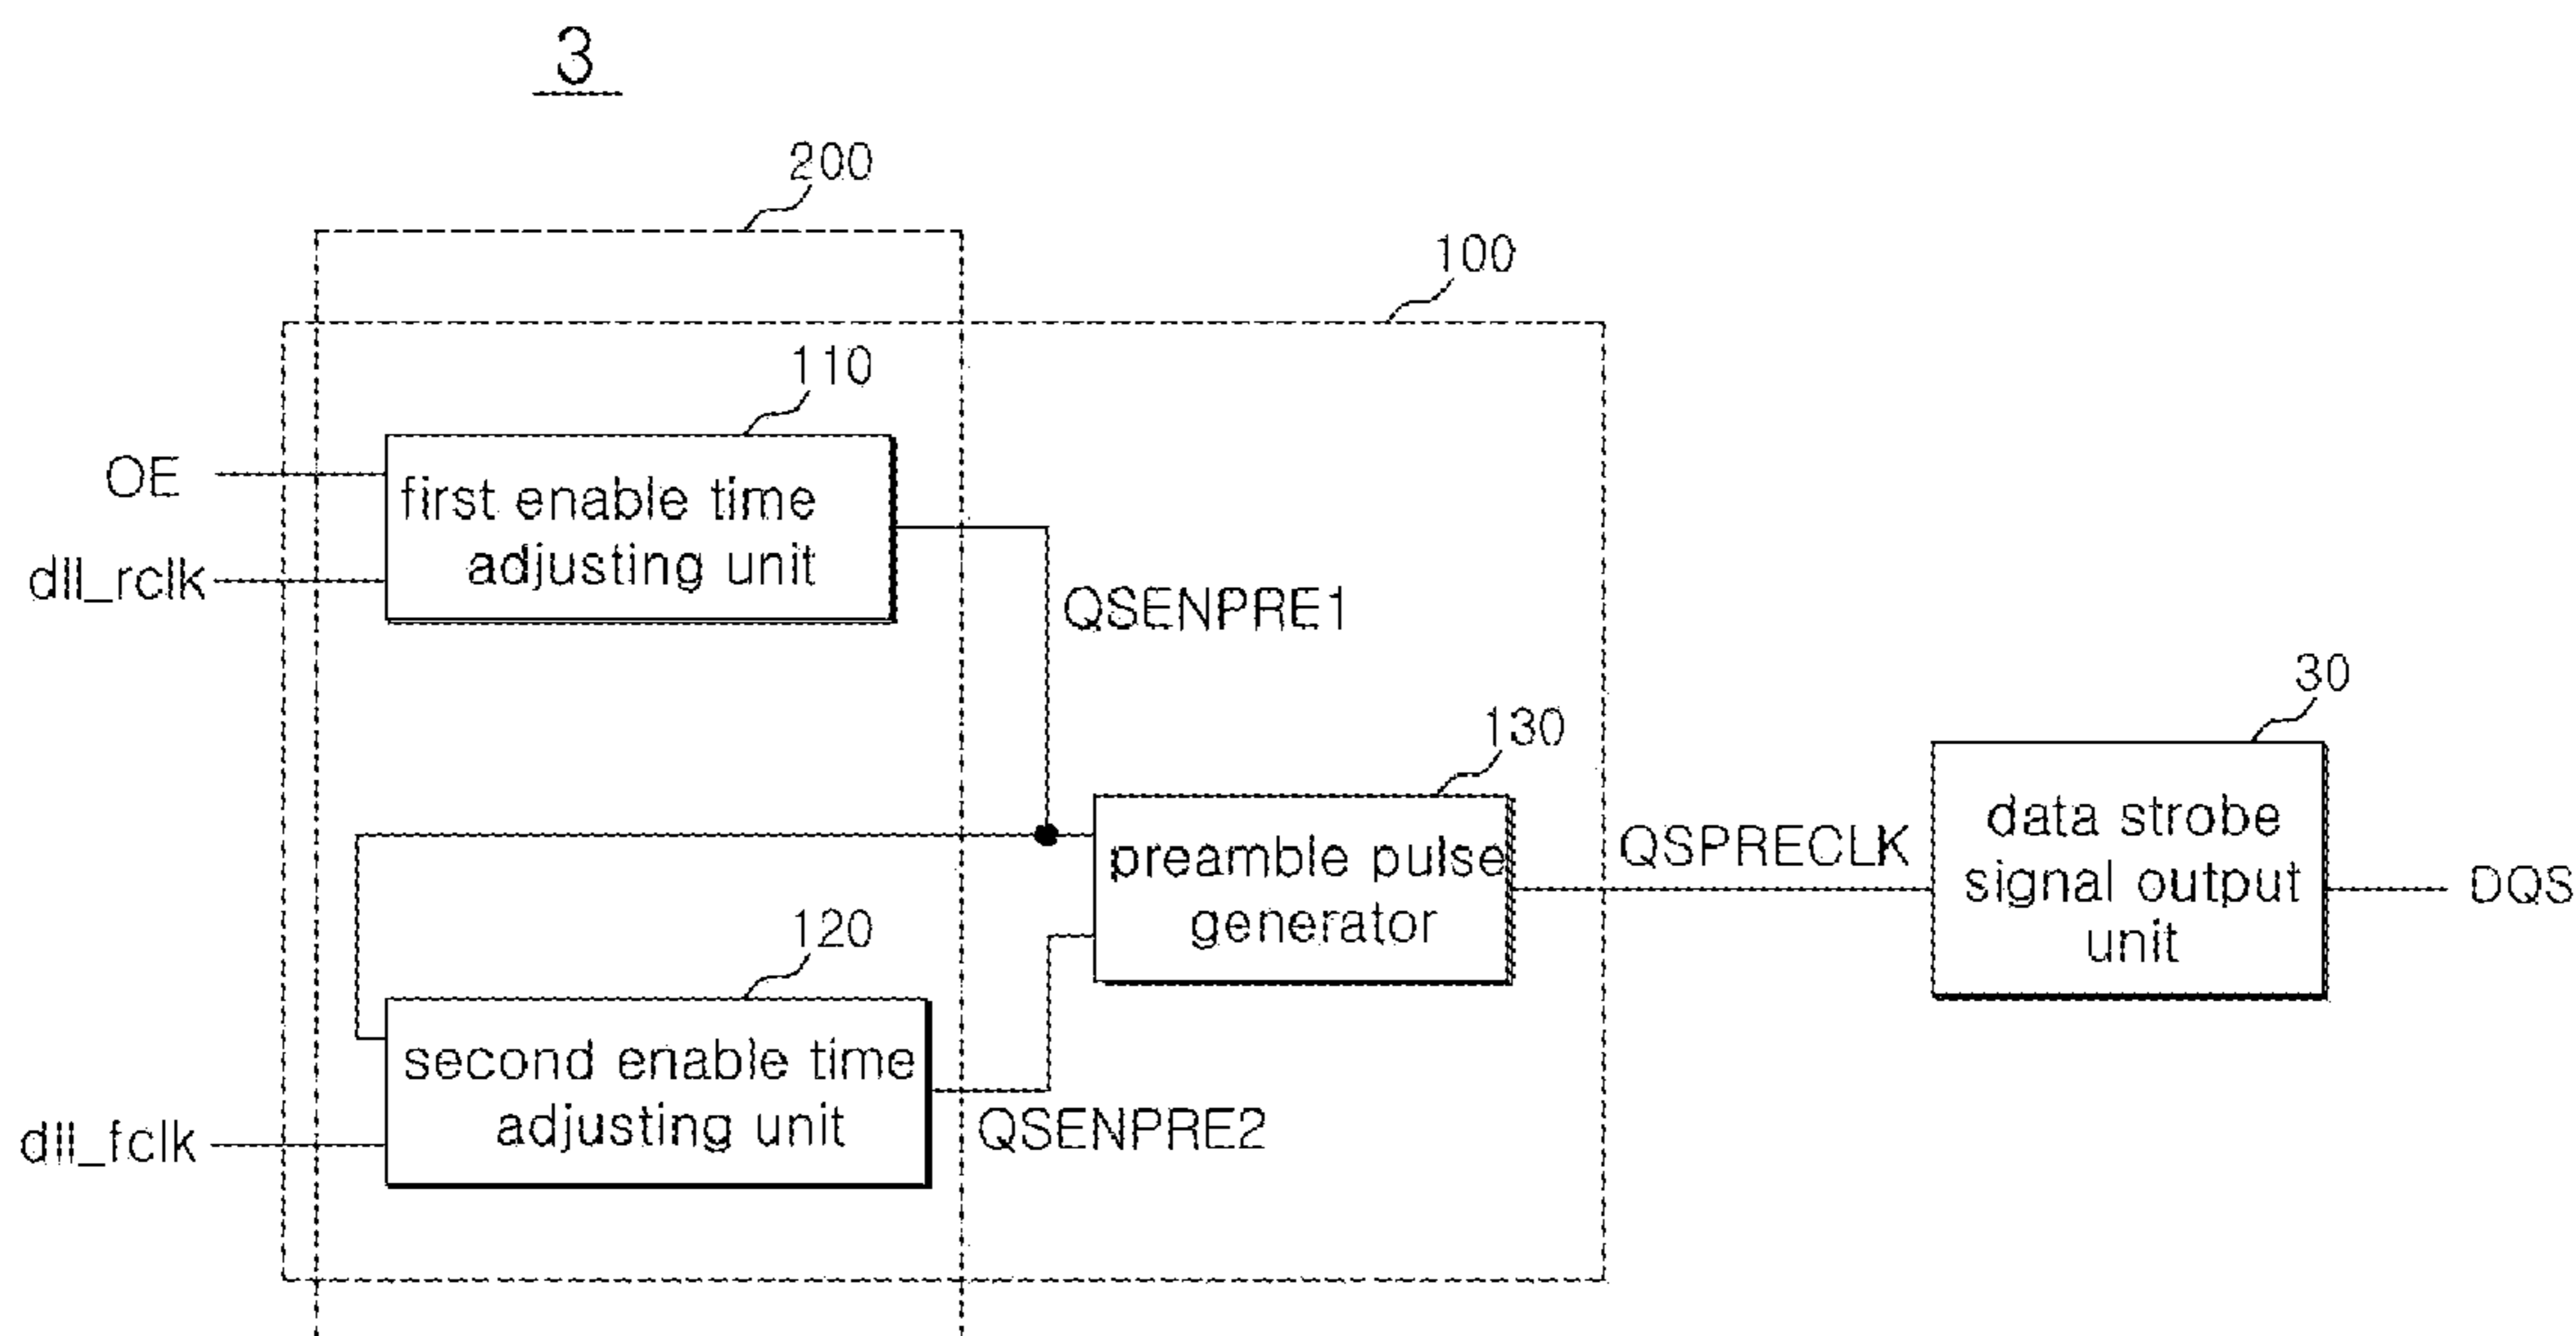 3
200
100
110
OE
first enable time
adjusting unit
dll_rclk
QSENPRE1
30
130
data strobe
signal output
unit
preamble pulse
generator
QSPRECLK
DQS
120
second enable time
adjusting unit
QSENPRE2
dll_fclk